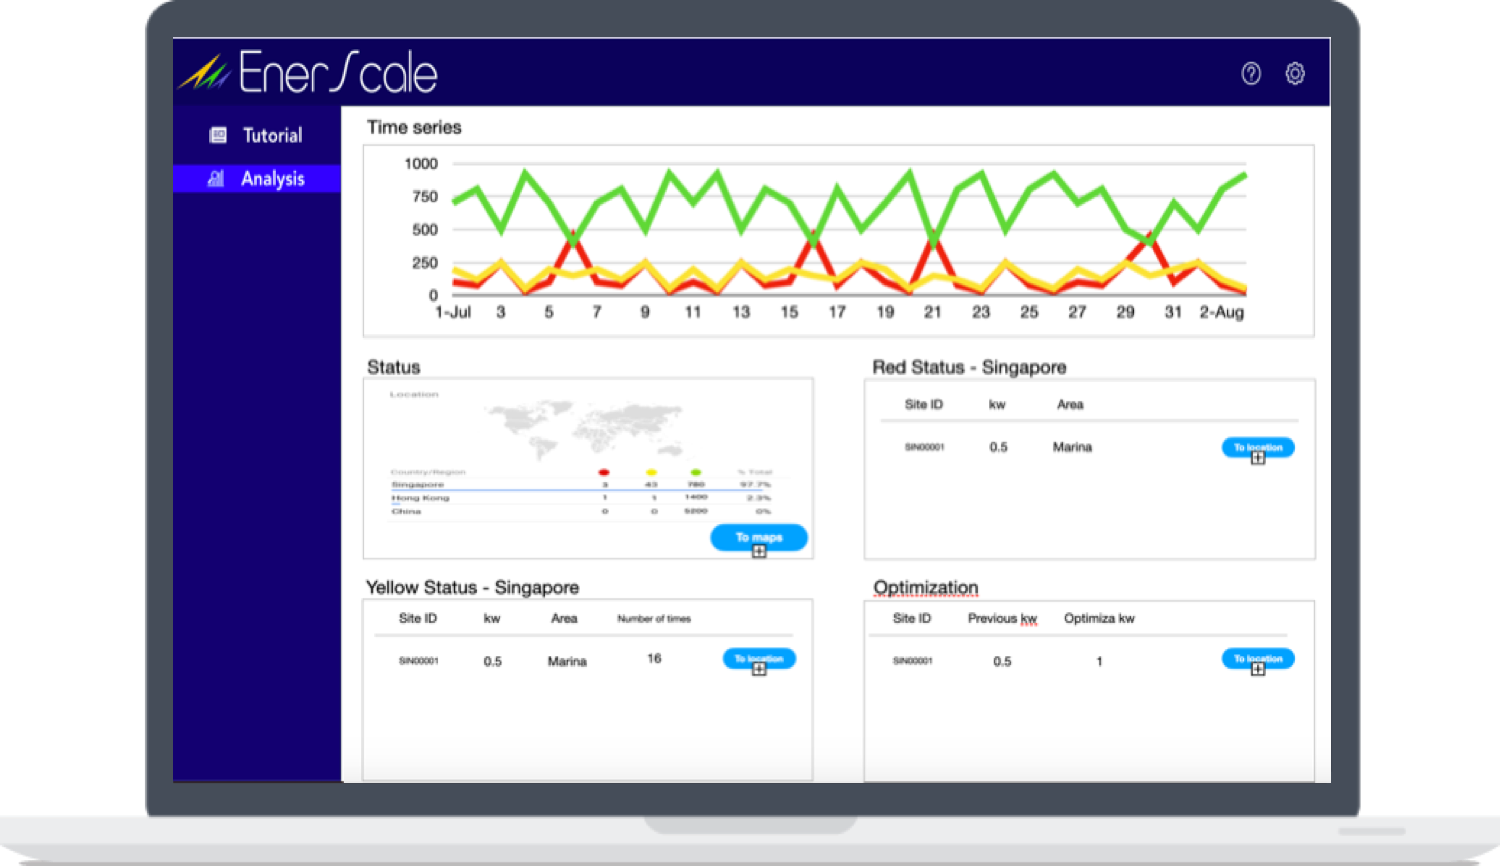 EnerScale
Tutorial
Analysis
Time series
1000
750
500
250
0
1-Jul 3 5 7 9 11 13 15 17 19 21 23 25 27 29 31 2-Aug
Status
Location
Country/Region % Total
Singapore 3 43 780 97.7%
Hong Kong 1 1 1400 2.3%
China 0 0 5200 0%
To maps
Red Status - Singapore
Site ID kw Area
SIN00001 0.5 Marina To location
Yellow Status - Singapore
Site ID kw Area Number of times
SIN00001 0.5 Marina 16 To location
Optimization
Site ID Previous kw Optimiza kw
SIN00001 0.5 1 To location